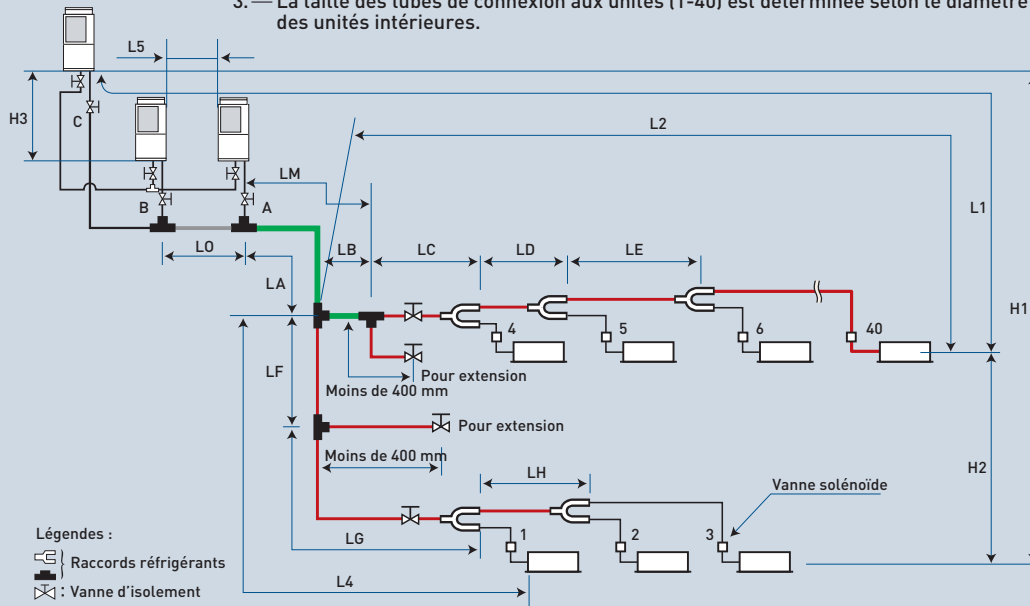 3.— La taille des tubes de connexion aux unités (1-40) est déterminée selon le diamètre
des unités intérieures.
L5
H3
C
L2
LM
B
A
L1
LO
LB
LC
LD
LE
LA
H1
4
5
6
40
Pour extension
Moins de 400 mm
LF
Pour extension
Moins de 400 mm
H2
LH
Vanne solénoïde
1
2
3
LG
Légendes :
Raccords réfrigérants
L4
: Vanne d'isolement